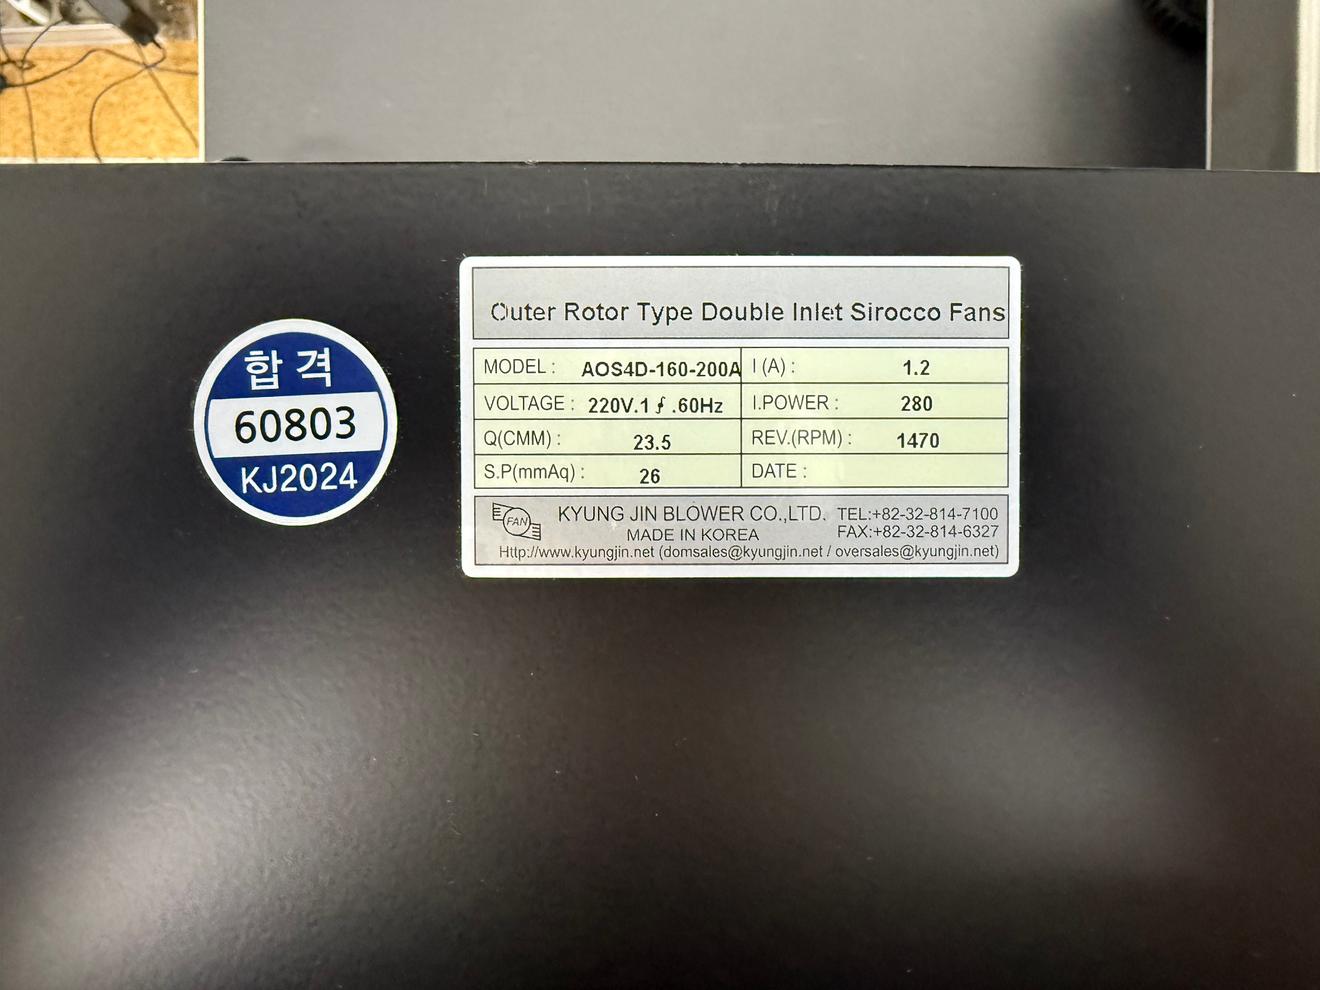 합 격
60803
KJ2024
Outer Rotor Type Double Inlet Sirocco Fans
MODEL : AOS4D-160-200A I (A) : 1.2
VOLTAGE : 220V.1 ∮ .60Hz I.POWER : 280
Q(CMM) : 23.5 REV.(RPM) : 1470
S.P(mmAq) : 26 DATE :
FAN KYUNG JIN BLOWER CO.,LTD. TEL:+82-32-814-7100
MADE IN KOREA FAX:+82-32-814-6327
Http://www.kyungjin.net (domsales@kyungjin.net / oversales@kyungjin.net)